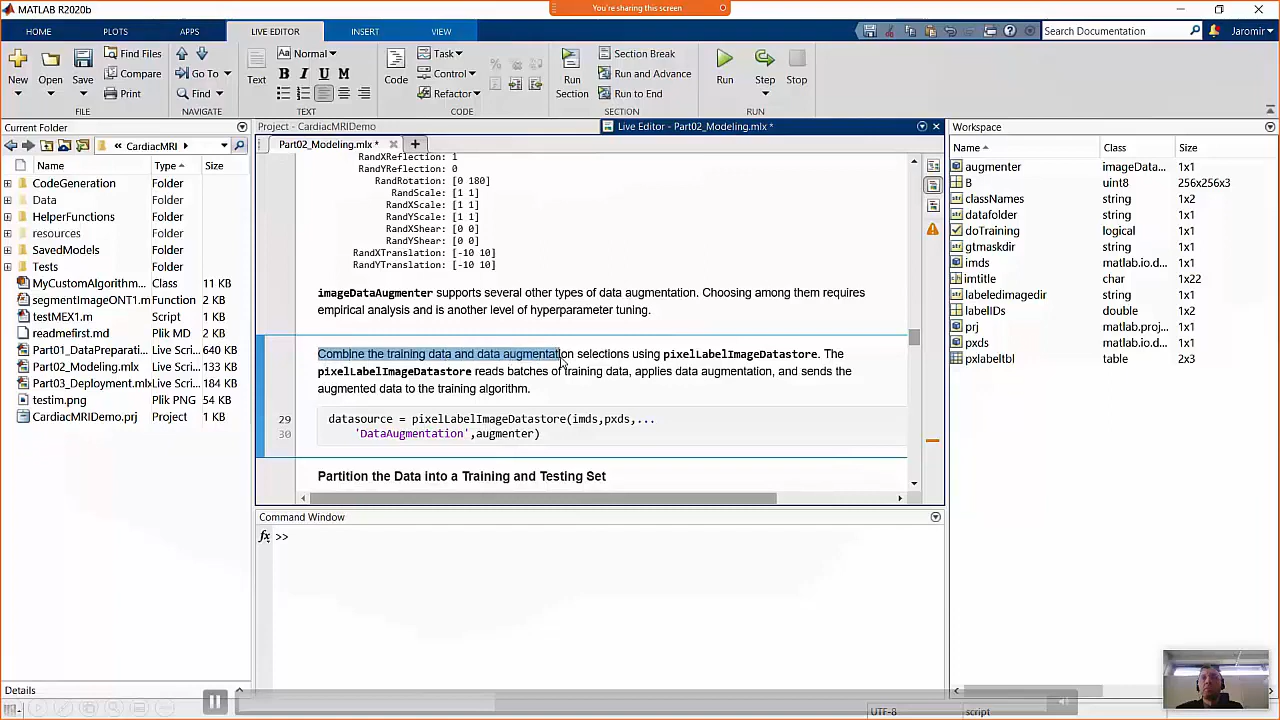 MATLAB R2020b
You're sharing this screen
HOME PLOTS APPS LIVE EDITOR INSERT VIEW
Search Documentation
Jaromir
New Open Save
Find Files
Compare
Print
FILE
Go To
Find
NAVIGATE
Text
Normal
B I U M
TEXT
Code
Task
Control
Refactor
CODE
Run Section
Section Break
Run and Advance
Run to End
SECTION
Run Step Stop
RUN
Current Folder
CardiacMRI
Name Type Size
CodeGeneration Folder
Data Folder
HelperFunctions Folder
resources Folder
SavedModels Folder
Tests Folder
MyCustomAlgorithm... Class 11 KB
segmentImageONT1.m Function 2 KB
testMEX1.m Script 1 KB
readmefirst.md Plik MD 2 KB
Part01_DataPreparati... Live Scri... 640 KB
Part02_Modeling.mlx Live Scri... 133 KB
Part03_Deployment.mlx Live Scri... 184 KB
testim.png Plik PNG 54 KB
CardiacMRIDemo.prj Project 1 KB
Details
Project - CardiacMRIDemo
Live Editor - Part02_Modeling.mlx *
Part02_Modeling.mlx *
RandXReflection: 1
RandYReflection: 0
RandRotation: [0 180]
RandScale: [1 1]
RandXScale: [1 1]
RandYScale: [1 1]
RandXShear: [0 0]
RandYShear: [0 0]
RandXTranslation: [-10 10]
RandYTranslation: [-10 10]
imageDataAugmenter supports several other types of data augmentation. Choosing among them requires
empirical analysis and is another level of hyperparameter tuning.
Combine the training data and data augmentation selections using pixelLabelImageDatastore. The
pixelLabelImageDatastore reads batches of training data, applies data augmentation, and sends the
augmented data to the training algorithm.
29 datasource = pixelLabelImageDatastore(imds,pxds,...
30 'DataAugmentation',augmenter)
Partition the Data into a Training and Testing Set
Command Window
fx >>
Workspace
Name Class Size
augmenter imageData... 1x1
B uint8 256x256x3
classNames string 1x2
datafolder string 1x1
doTraining logical 1x1
gtmaskdir string 1x1
imds matlab.io.d... 1x1
imtitle char 1x22
labeledimagedir string 1x1
labelIDs double 1x2
prj matlab.proj... 1x1
pxds matlab.io.d... 1x1
pxlabeltbl table 2x3
UTF-8 script